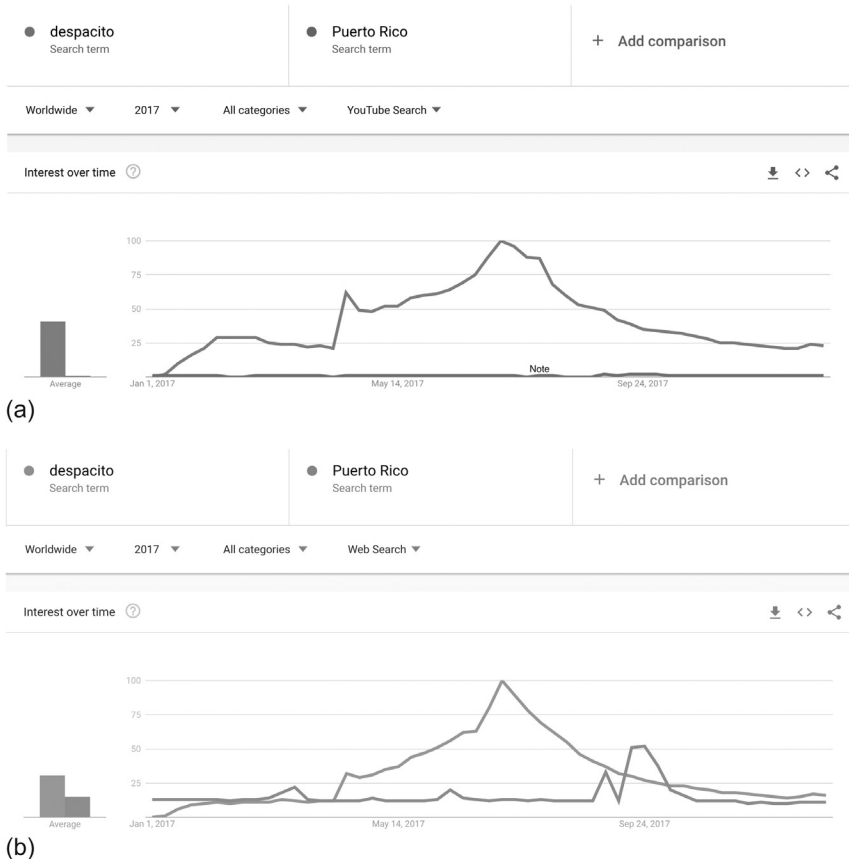 despacito
Search term
Puerto Rico
Search term
+ Add comparison
Worldwide
2017
All categories
YouTube Search
Interest over time ?
100
75
50
25
Note
Average
Jan 1, 2017
May 14, 2017
Sep 24, 2017
(a)
despacito
Search term
Puerto Rico
Search term
+ Add comparison
Worldwide
2017
All categories
Web Search
Interest over time ?
100
75
50
25
Average
Jan 1, 2017
May 14, 2017
Sep 24, 2017
(b)